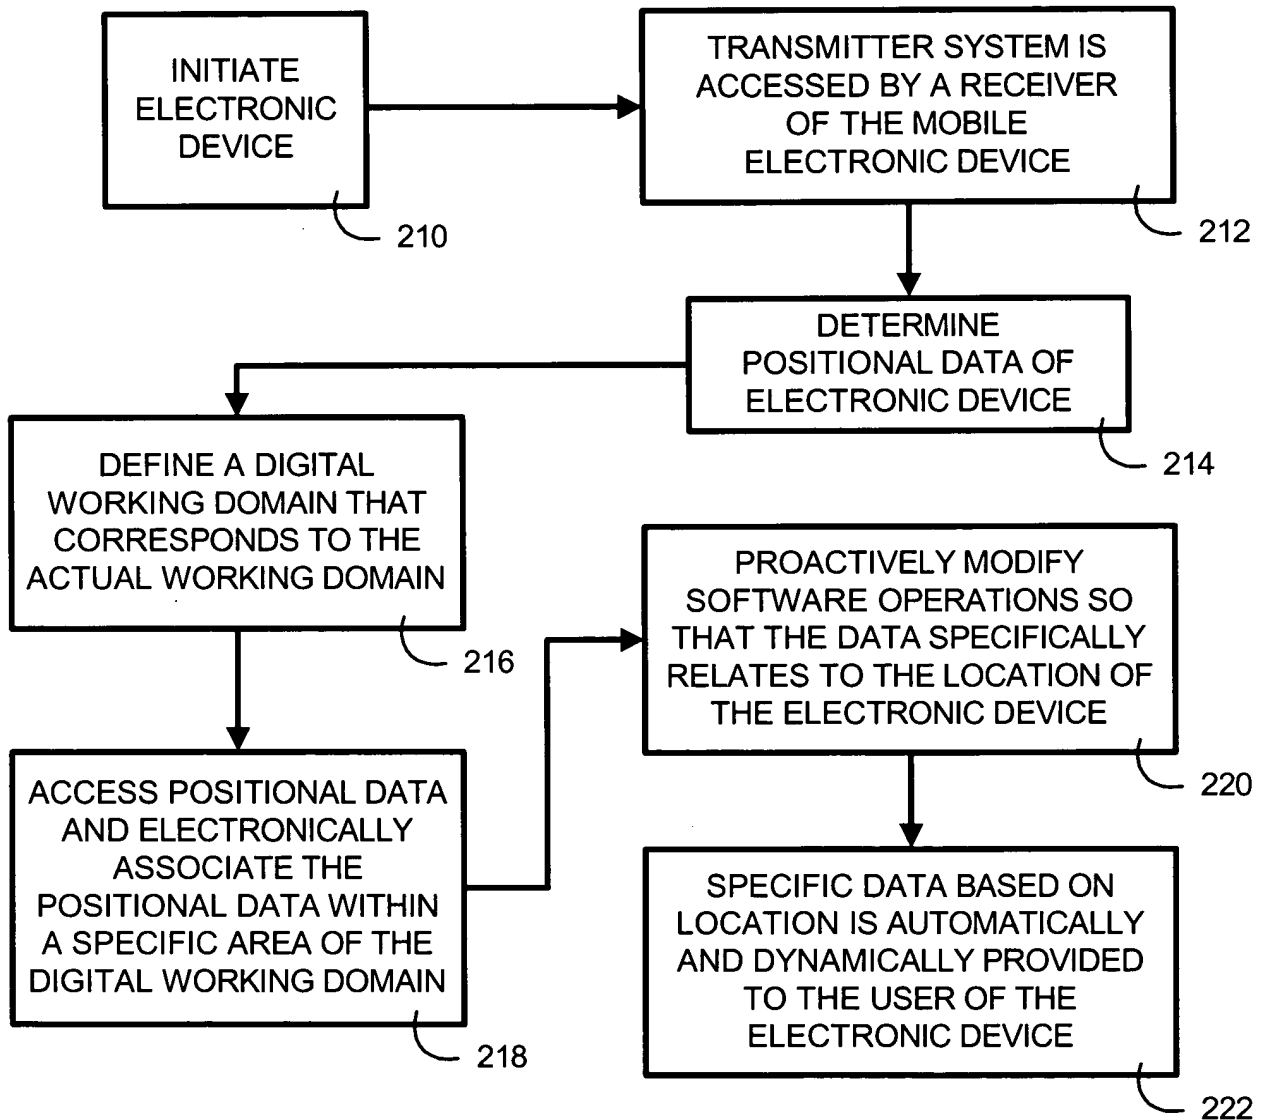 INITIATE
ELECTRONIC
DEVICE
210
TRANSMITTER SYSTEM IS
ACCESSED BY A RECEIVER
OF THE MOBILE
ELECTRONIC DEVICE
212
DETERMINE
POSITIONAL DATA OF
ELECTRONIC DEVICE
214
DEFINE A DIGITAL
WORKING DOMAIN THAT
CORRESPONDS TO THE
ACTUAL WORKING DOMAIN
216
ACCESS POSITIONAL DATA
AND ELECTRONICALLY
ASSOCIATE THE
POSITIONAL DATA WITHIN
A SPECIFIC AREA OF THE
DIGITAL WORKING DOMAIN
218
PROACTIVELY MODIFY
SOFTWARE OPERATIONS SO
THAT THE DATA SPECIFICALLY
RELATES TO THE LOCATION OF
THE ELECTRONIC DEVICE
220
SPECIFIC DATA BASED ON
LOCATION IS AUTOMATICALLY
AND DYNAMICALLY PROVIDED
TO THE USER OF THE
ELECTRONIC DEVICE
222